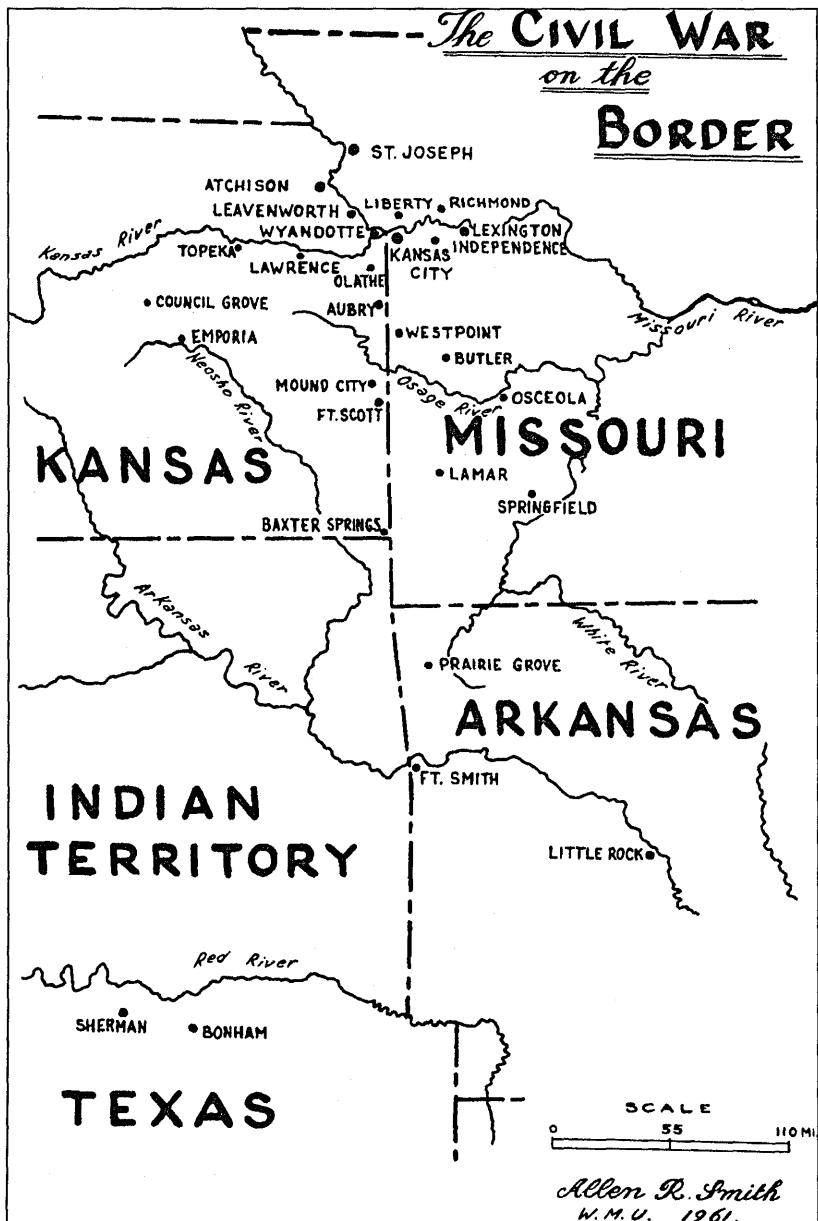 The CIVIL WAR
on the
BORDER
ST. JOSEPH
ATCHISON
LEAVENWORTH
LIBERTY
RICHMOND
WYANDOTTE
LEXINGTON
INDEPENDENCE
KANSAS
CITY
Kansas River
TOPEKA
LAWRENCE
OLATHE
COUNCIL GROVE
AUBRY
Missouri River
EMPORIA
WESTPOINT
BUTLER
Neosho River
MOUND CITY
Osage River
OSCEOLA
FT. SCOTT
KANSAS
MISSOURI
LAMAR
SPRINGFIELD
BAXTER SPRINGS
Arkansas
River
White River
PRAIRIE GROVE
ARKANSAS
FT. SMITH
INDIAN
TERRITORY
LITTLE ROCK
Red River
SHERMAN
BONHAM
TEXAS
SCALE
0 55 110 MI.
Allen R. Smith
W.M.U. 1961.